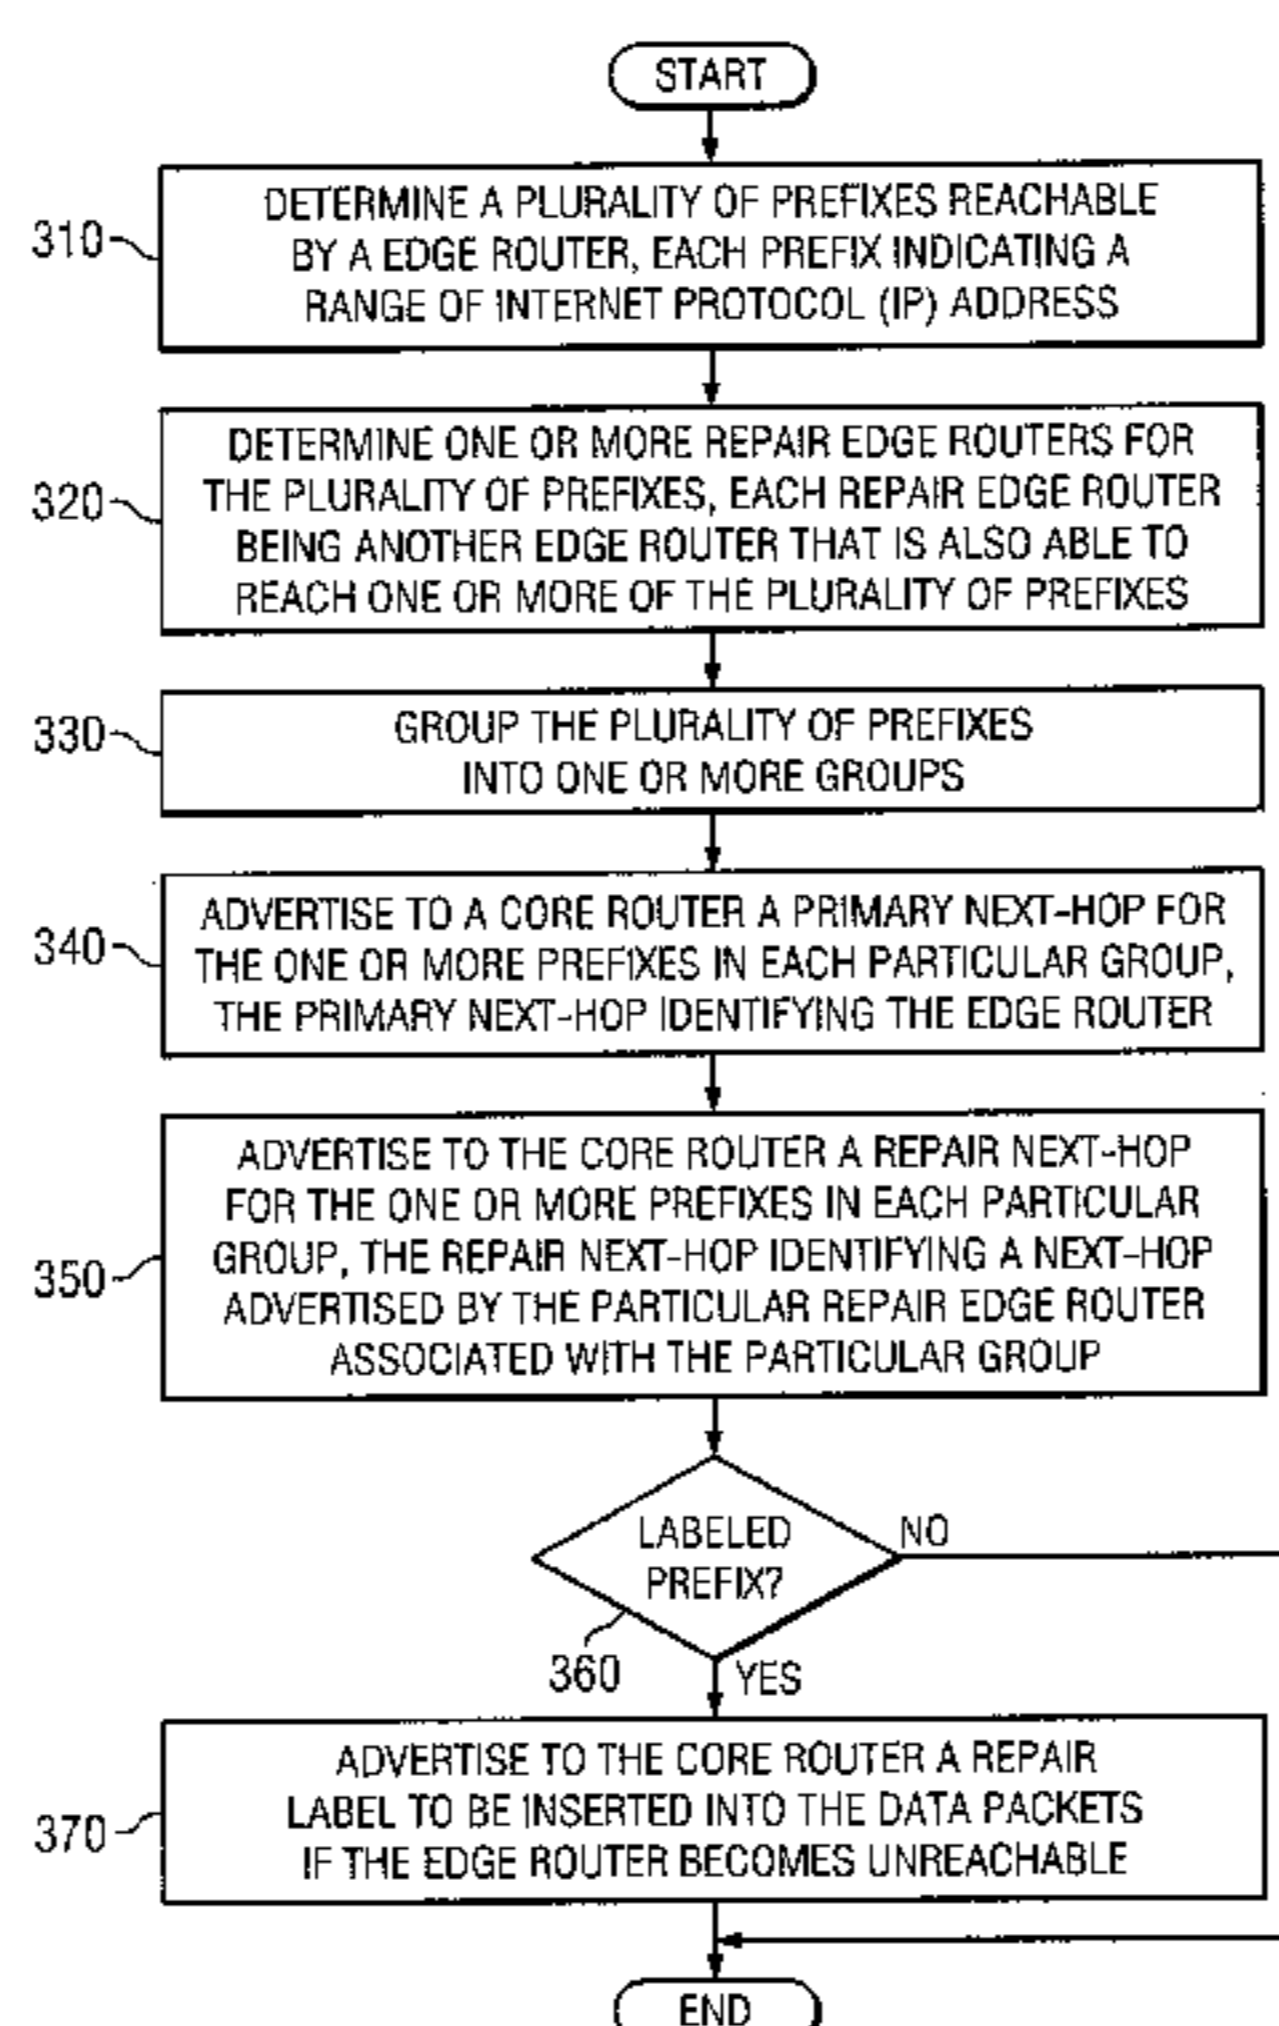 START
310
DETERMINE A PLURALITY OF PREFIXES REACHABLE
BY A EDGE ROUTER, EACH PREFIX INDICATING A
RANGE OF INTERNET PROTOCOL (IP) ADDRESS
320
DETERMINE ONE OR MORE REPAIR EDGE ROUTERS FOR
THE PLURALITY OF PREFIXES, EACH REPAIR EDGE ROUTER
BEING ANOTHER EDGE ROUTER THAT IS ALSO ABLE TO
REACH ONE OR MORE OF THE PLURALITY OF PREFIXES
330
GROUP THE PLURALITY OF PREFIXES
INTO ONE OR MORE GROUPS
340
ADVERTISE TO A CORE ROUTER A PRIMARY NEXT-HOP FOR
THE ONE OR MORE PREFIXES IN EACH PARTICULAR GROUP,
THE PRIMARY NEXT-HOP IDENTIFYING THE EDGE ROUTER
350
ADVERTISE TO THE CORE ROUTER A REPAIR NEXT-HOP
FOR THE ONE OR MORE PREFIXES IN EACH PARTICULAR
GROUP, THE REPAIR NEXT-HOP IDENTIFYING A NEXT-HOP
ADVERTISED BY THE PARTICULAR REPAIR EDGE ROUTER
ASSOCIATED WITH THE PARTICULAR GROUP
LABELED
PREFIX?
NO
360
YES
370
ADVERTISE TO THE CORE ROUTER A REPAIR
LABEL TO BE INSERTED INTO THE DATA PACKETS
IF THE EDGE ROUTER BECOMES UNREACHABLE
END